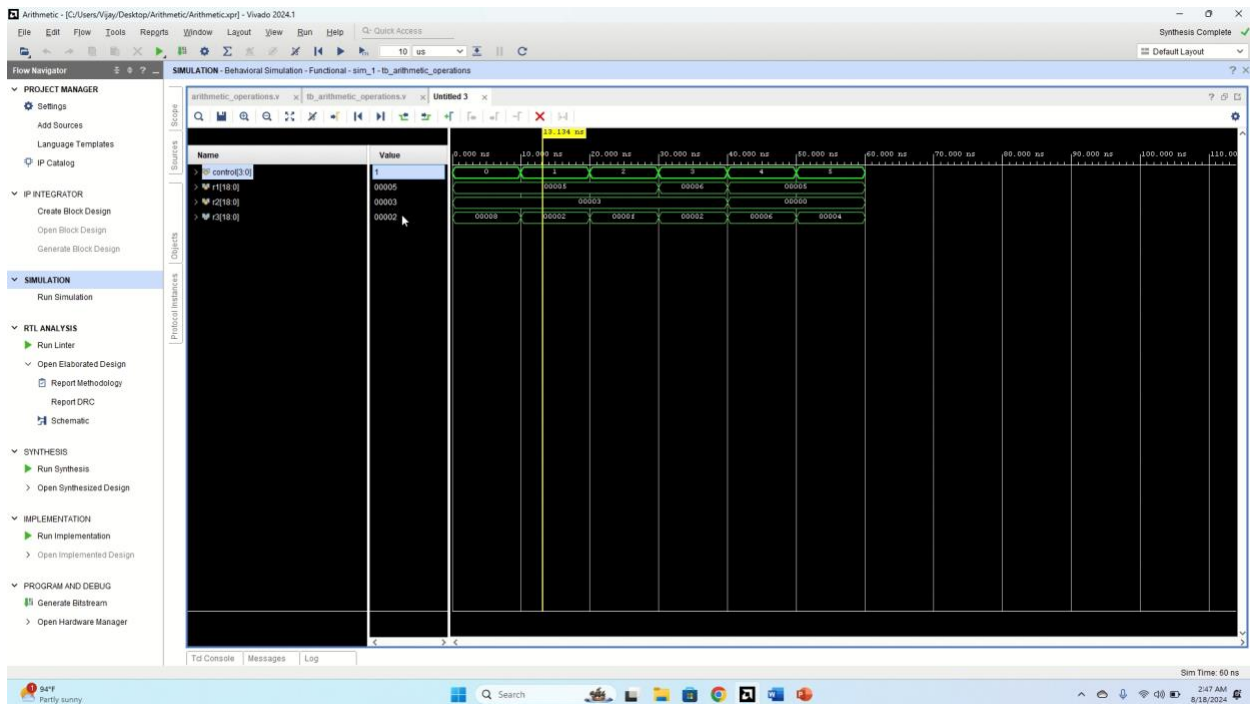 Arithmetic - [C:/Users/Vijay/Desktop/Arithmetic/Arithmetic.xpr] - Vivado 2024.1
File Edit Flow Tools Reports Window Layout View Run Help Q- Quick Access
Synthesis Complete
10 us
Default Layout
Flow Navigator
SIMULATION - Behavioral Simulation - Functional - sim_1 - tb_arithmetic_operations
PROJECT MANAGER
Settings
Add Sources
Language Templates
IP Catalog
IP INTEGRATOR
Create Block Design
Open Block Design
Generate Block Design
SIMULATION
Run Simulation
RTL ANALYSIS
Run Linter
Open Elaborated Design
Report Methodology
Report DRC
Schematic
SYNTHESIS
Run Synthesis
Open Synthesized Design
IMPLEMENTATION
Run Implementation
Open Implemented Design
PROGRAM AND DEBUG
Generate Bitstream
Open Hardware Manager
Scope
Sources
Objects
Protocol Instances
arithmetic_operations.v tb_arithmetic_operations.v Untitled 3
13.134 ns
Name Value 0.000 ns 10.000 ns 20.000 ns 30.000 ns 40.000 ns 50.000 ns 60.000 ns 70.000 ns 80.000 ns 90.000 ns 100.000 ns 110.00
control[3:0] 1 0 1 2 3 4 5
r1[18:0] 00005 00005 00006 00005
r2[18:0] 00003 00003 00000
r3[18:0] 00002 00008 00002 0000f 00002 00006 00004
Tcl Console Messages Log
Sim Time: 60 ns
1
94°F
Partly sunny
Search
2:47 AM
8/18/2024